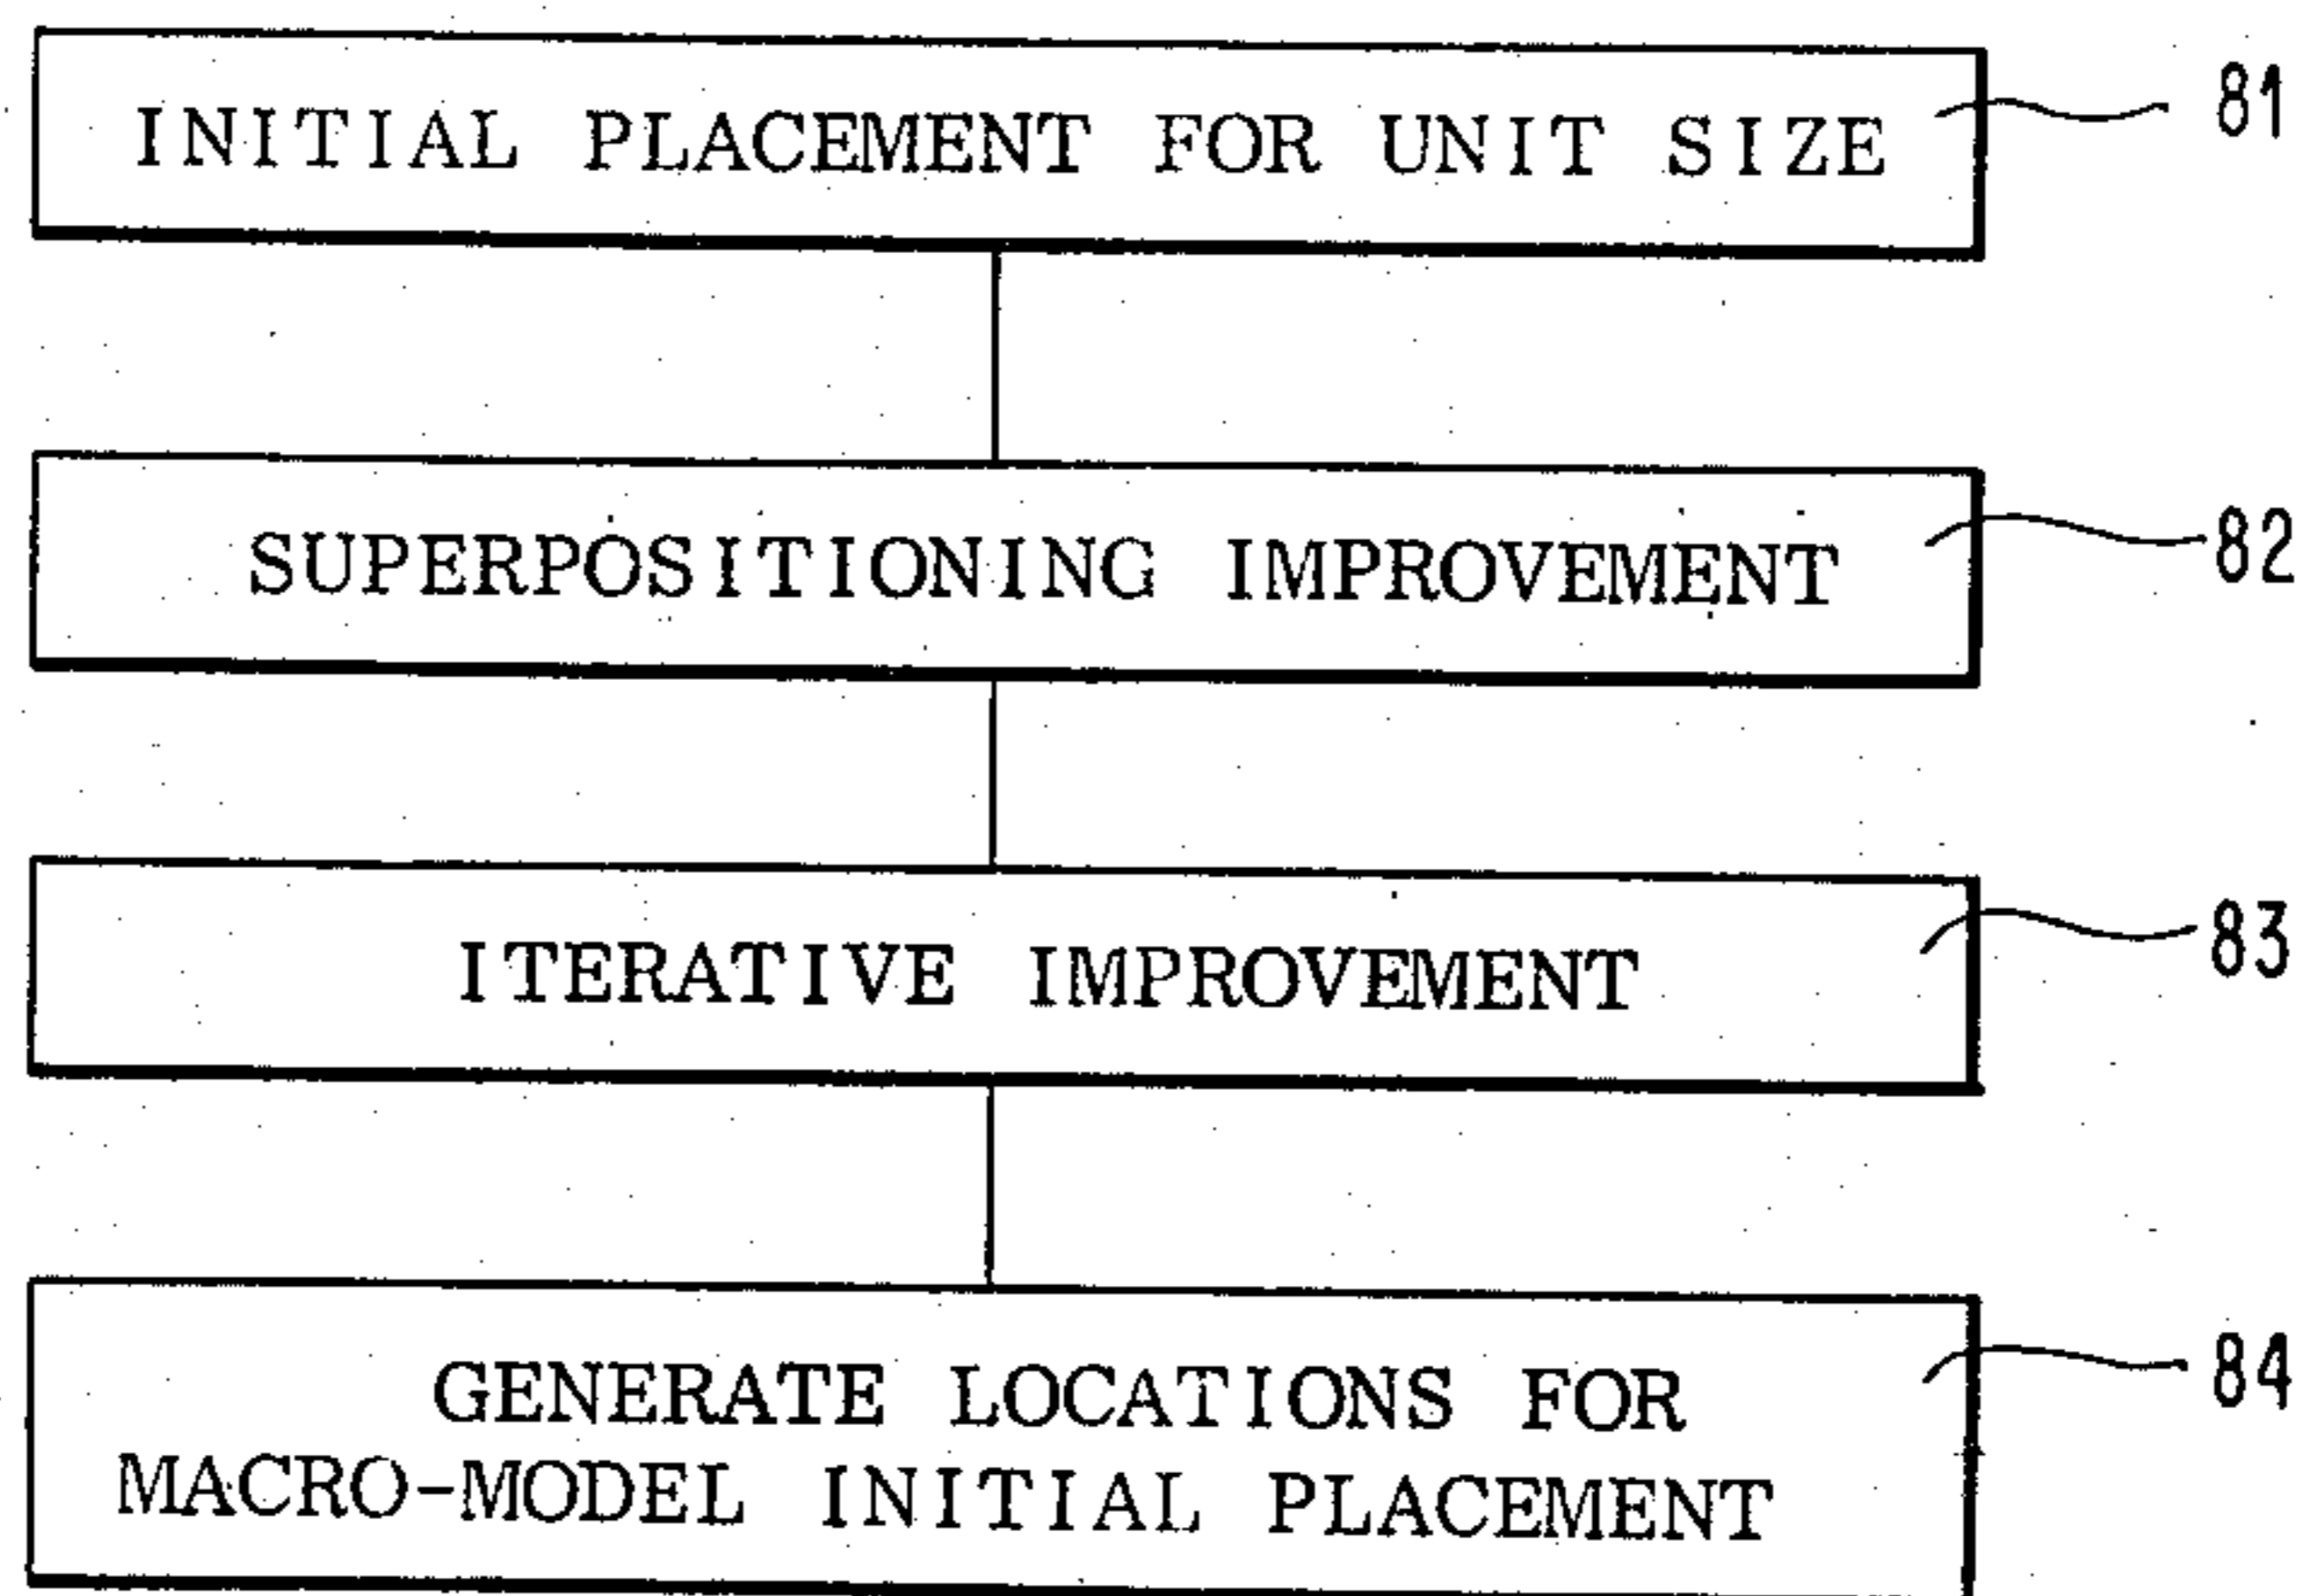 INITIAL PLACEMENT FOR UNIT SIZE 81
SUPERPOSITIONING IMPROVEMENT 82
ITERATIVE IMPROVEMENT 83
GENERATE LOCATIONS FOR 84
MACRO-MODEL INITIAL PLACEMENT